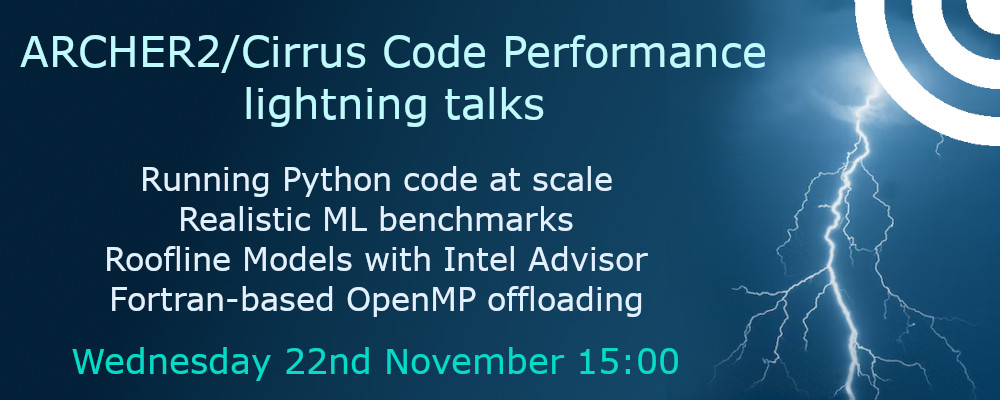 ARCHER2/Cirrus Code Performance
lightning talks
Running Python code at scale
Realistic ML benchmarks
Roofline Models with Intel Advisor
Fortran-based OpenMP offloading
Wednesday 22nd November 15:00